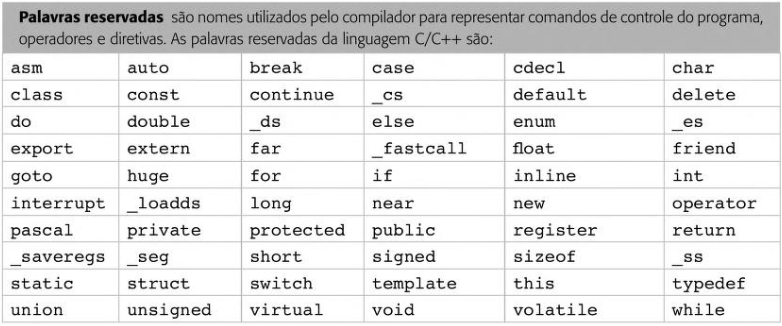 Palavras reservadas são nomes utilizados pelo compilador para representar comandos de controle do programa,
operadores e diretivas. As palavras reservadas da linguagem C/C++ são:
asm auto break case cdecl char
class const continue _cs default delete
do double _ds else enum _es
export extern far _fastcall float friend
goto huge for if inline int
interrupt _loadds long near new operator
pascal private protected public register return
_saveregs _seg short signed sizeof _ss
static struct switch template this typedef
union unsigned virtual void volatile while